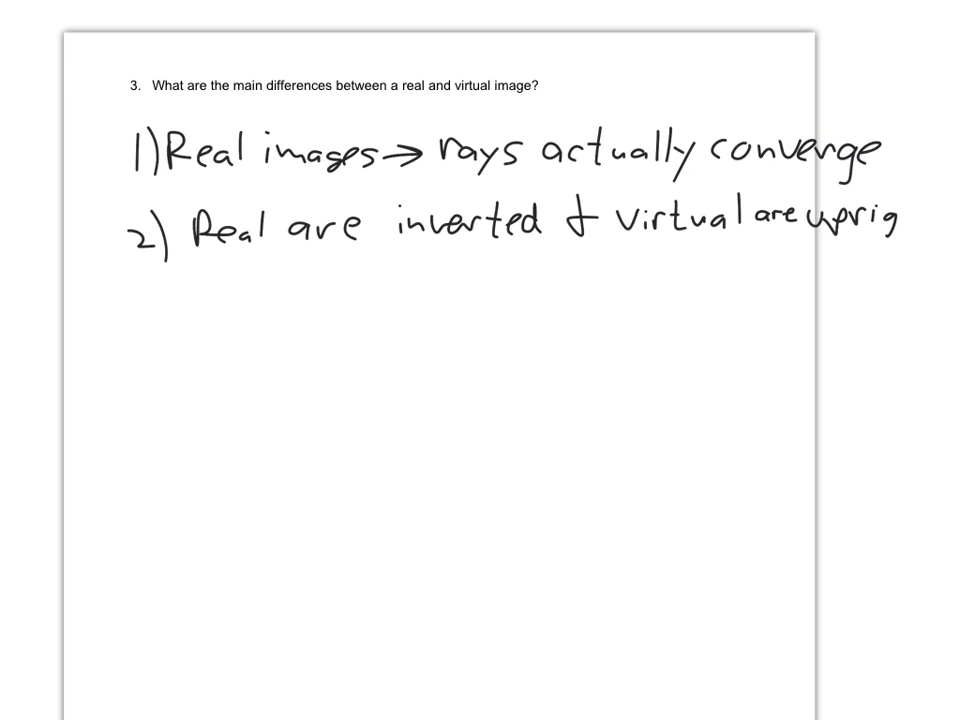 3. What are the main differences between a real and virtual image?
1) Real images → rays actually converge
2) Real are inverted & virtual are uprig